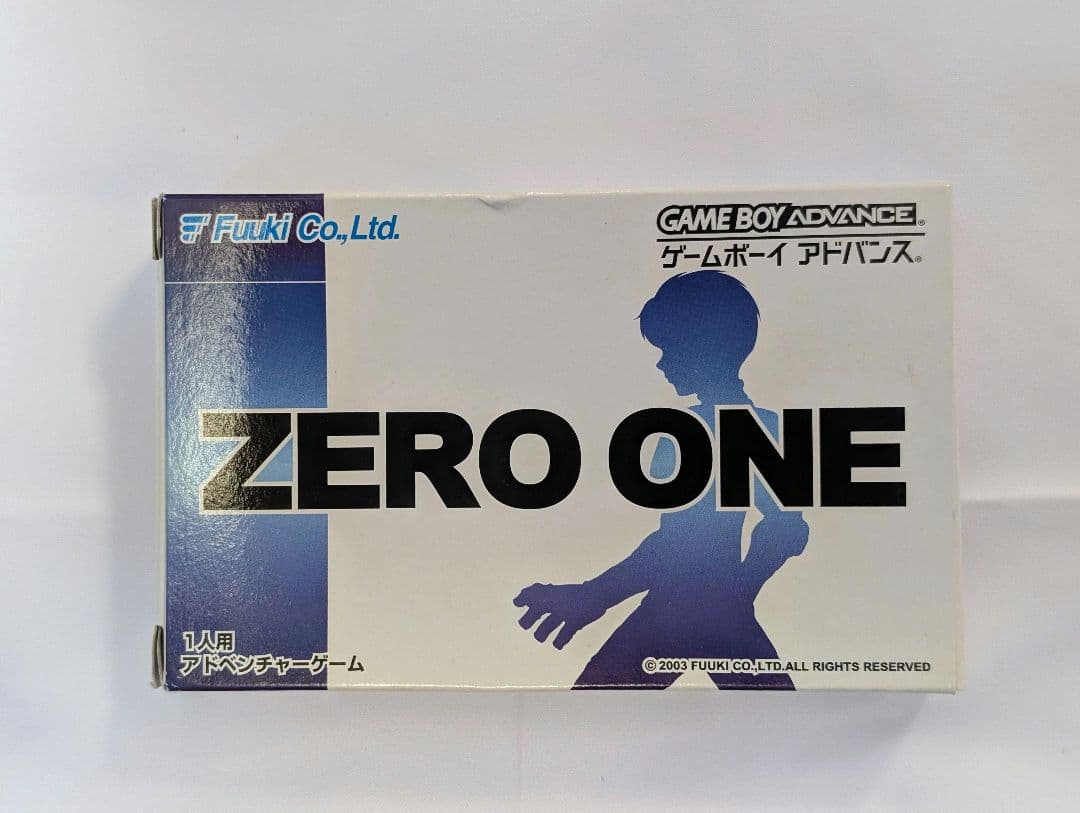 Fuuki Co.,Ltd.
GAME BOY ADVANCE®
ゲームボーイ アドバンス®
ZERO ONE
1人用
アドベンチャーゲーム
© 2003 FUUKI CO.,LTD.ALL RIGHTS RESERVED